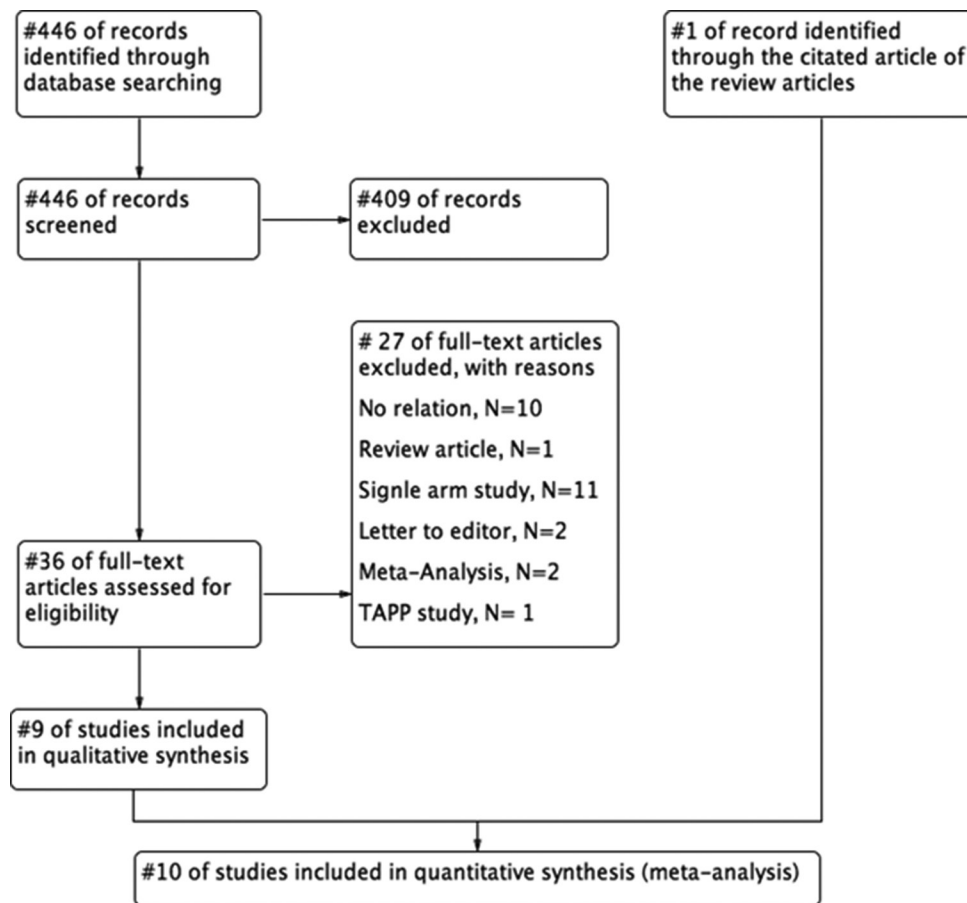 #446 of records
identified through
database searching
#1 of record identified
through the citated article of
the review articles
#446 of records
screened
#409 of records
excluded
# 27 of full-text articles
excluded, with reasons
No relation, N=10
Review article, N=1
Signle arm study, N=11
Letter to editor, N=2
Meta-Analysis, N=2
TAPP study, N= 1
#36 of full-text
articles assessed for
eligibility
#9 of studies included
in qualitative synthesis
#10 of studies included in quantitative synthesis (meta-analysis)